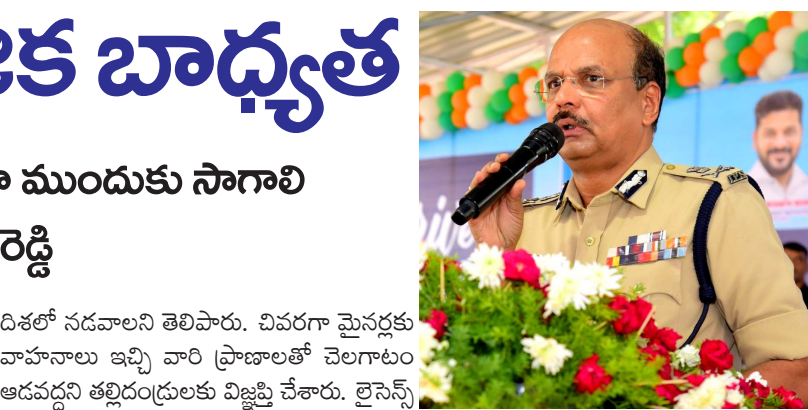 బాధ్యత
ముందుకు సాగాలి
రెడ్డి
దిశలో నడవాలని తెలిపారు. చివరగా మైనర్లకు
వాహనాలు ఇచ్చి వారి ప్రాణాలతో చెలగాటం
ఆడవద్దని తల్లిదండ్రులకు విజ్ఞప్తి చేశారు. లైసెన్స్